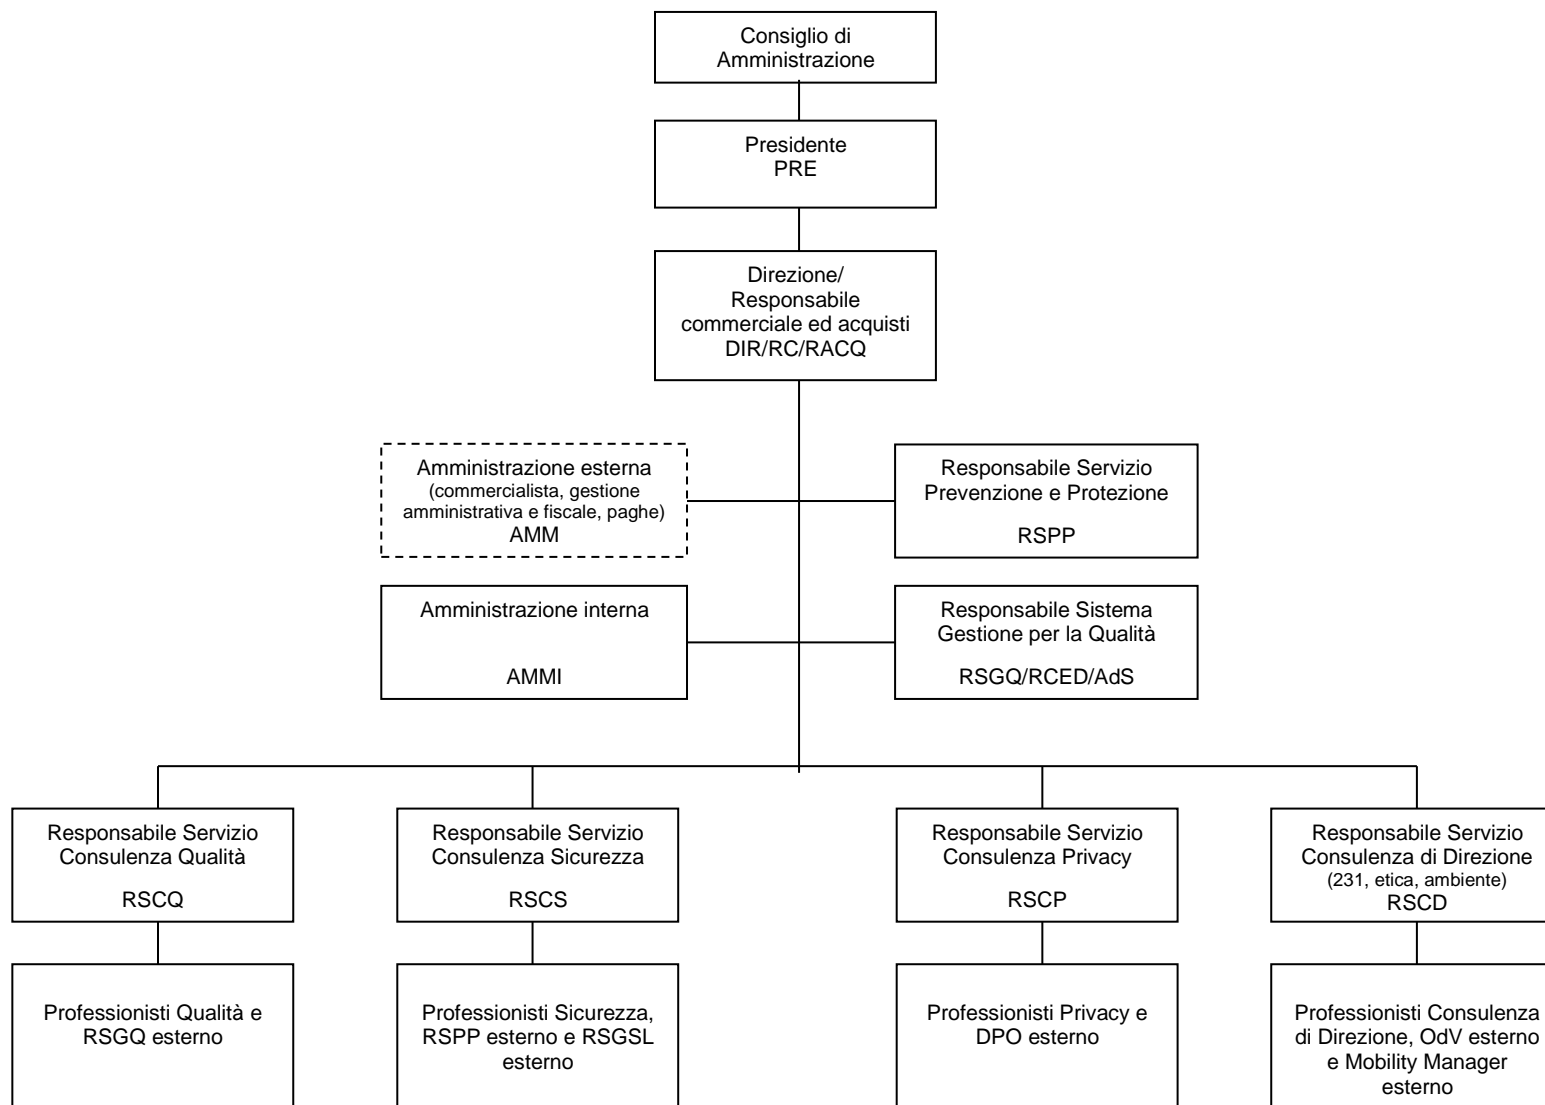 Consiglio di
Amministrazione
Presidente
PRE
Direzione/
Responsabile
commerciale ed acquisti
DIR/RC/RACQ
Amministrazione esterna
(commercialista, gestione
amministrativa e fiscale, paghe)
AMM
Responsabile Servizio
Prevenzione e Protezione
RSPP
Amministrazione interna
AMMI
Responsabile Sistema
Gestione per la Qualità
RSGQ/RCED/AdS
Responsabile Servizio
Consulenza Qualità
RSCQ
Responsabile Servizio
Consulenza Sicurezza
RSCS
Responsabile Servizio
Consulenza Privacy
RSCP
Responsabile Servizio
Consulenza di Direzione
(231, etica, ambiente)
RSCD
Professionisti Qualità e
RSGQ esterno
Professionisti Sicurezza,
RSPP esterno e RSGSL
esterno
Professionisti Privacy e
DPO esterno
Professionisti Consulenza
di Direzione, OdV esterno
e Mobility Manager
esterno